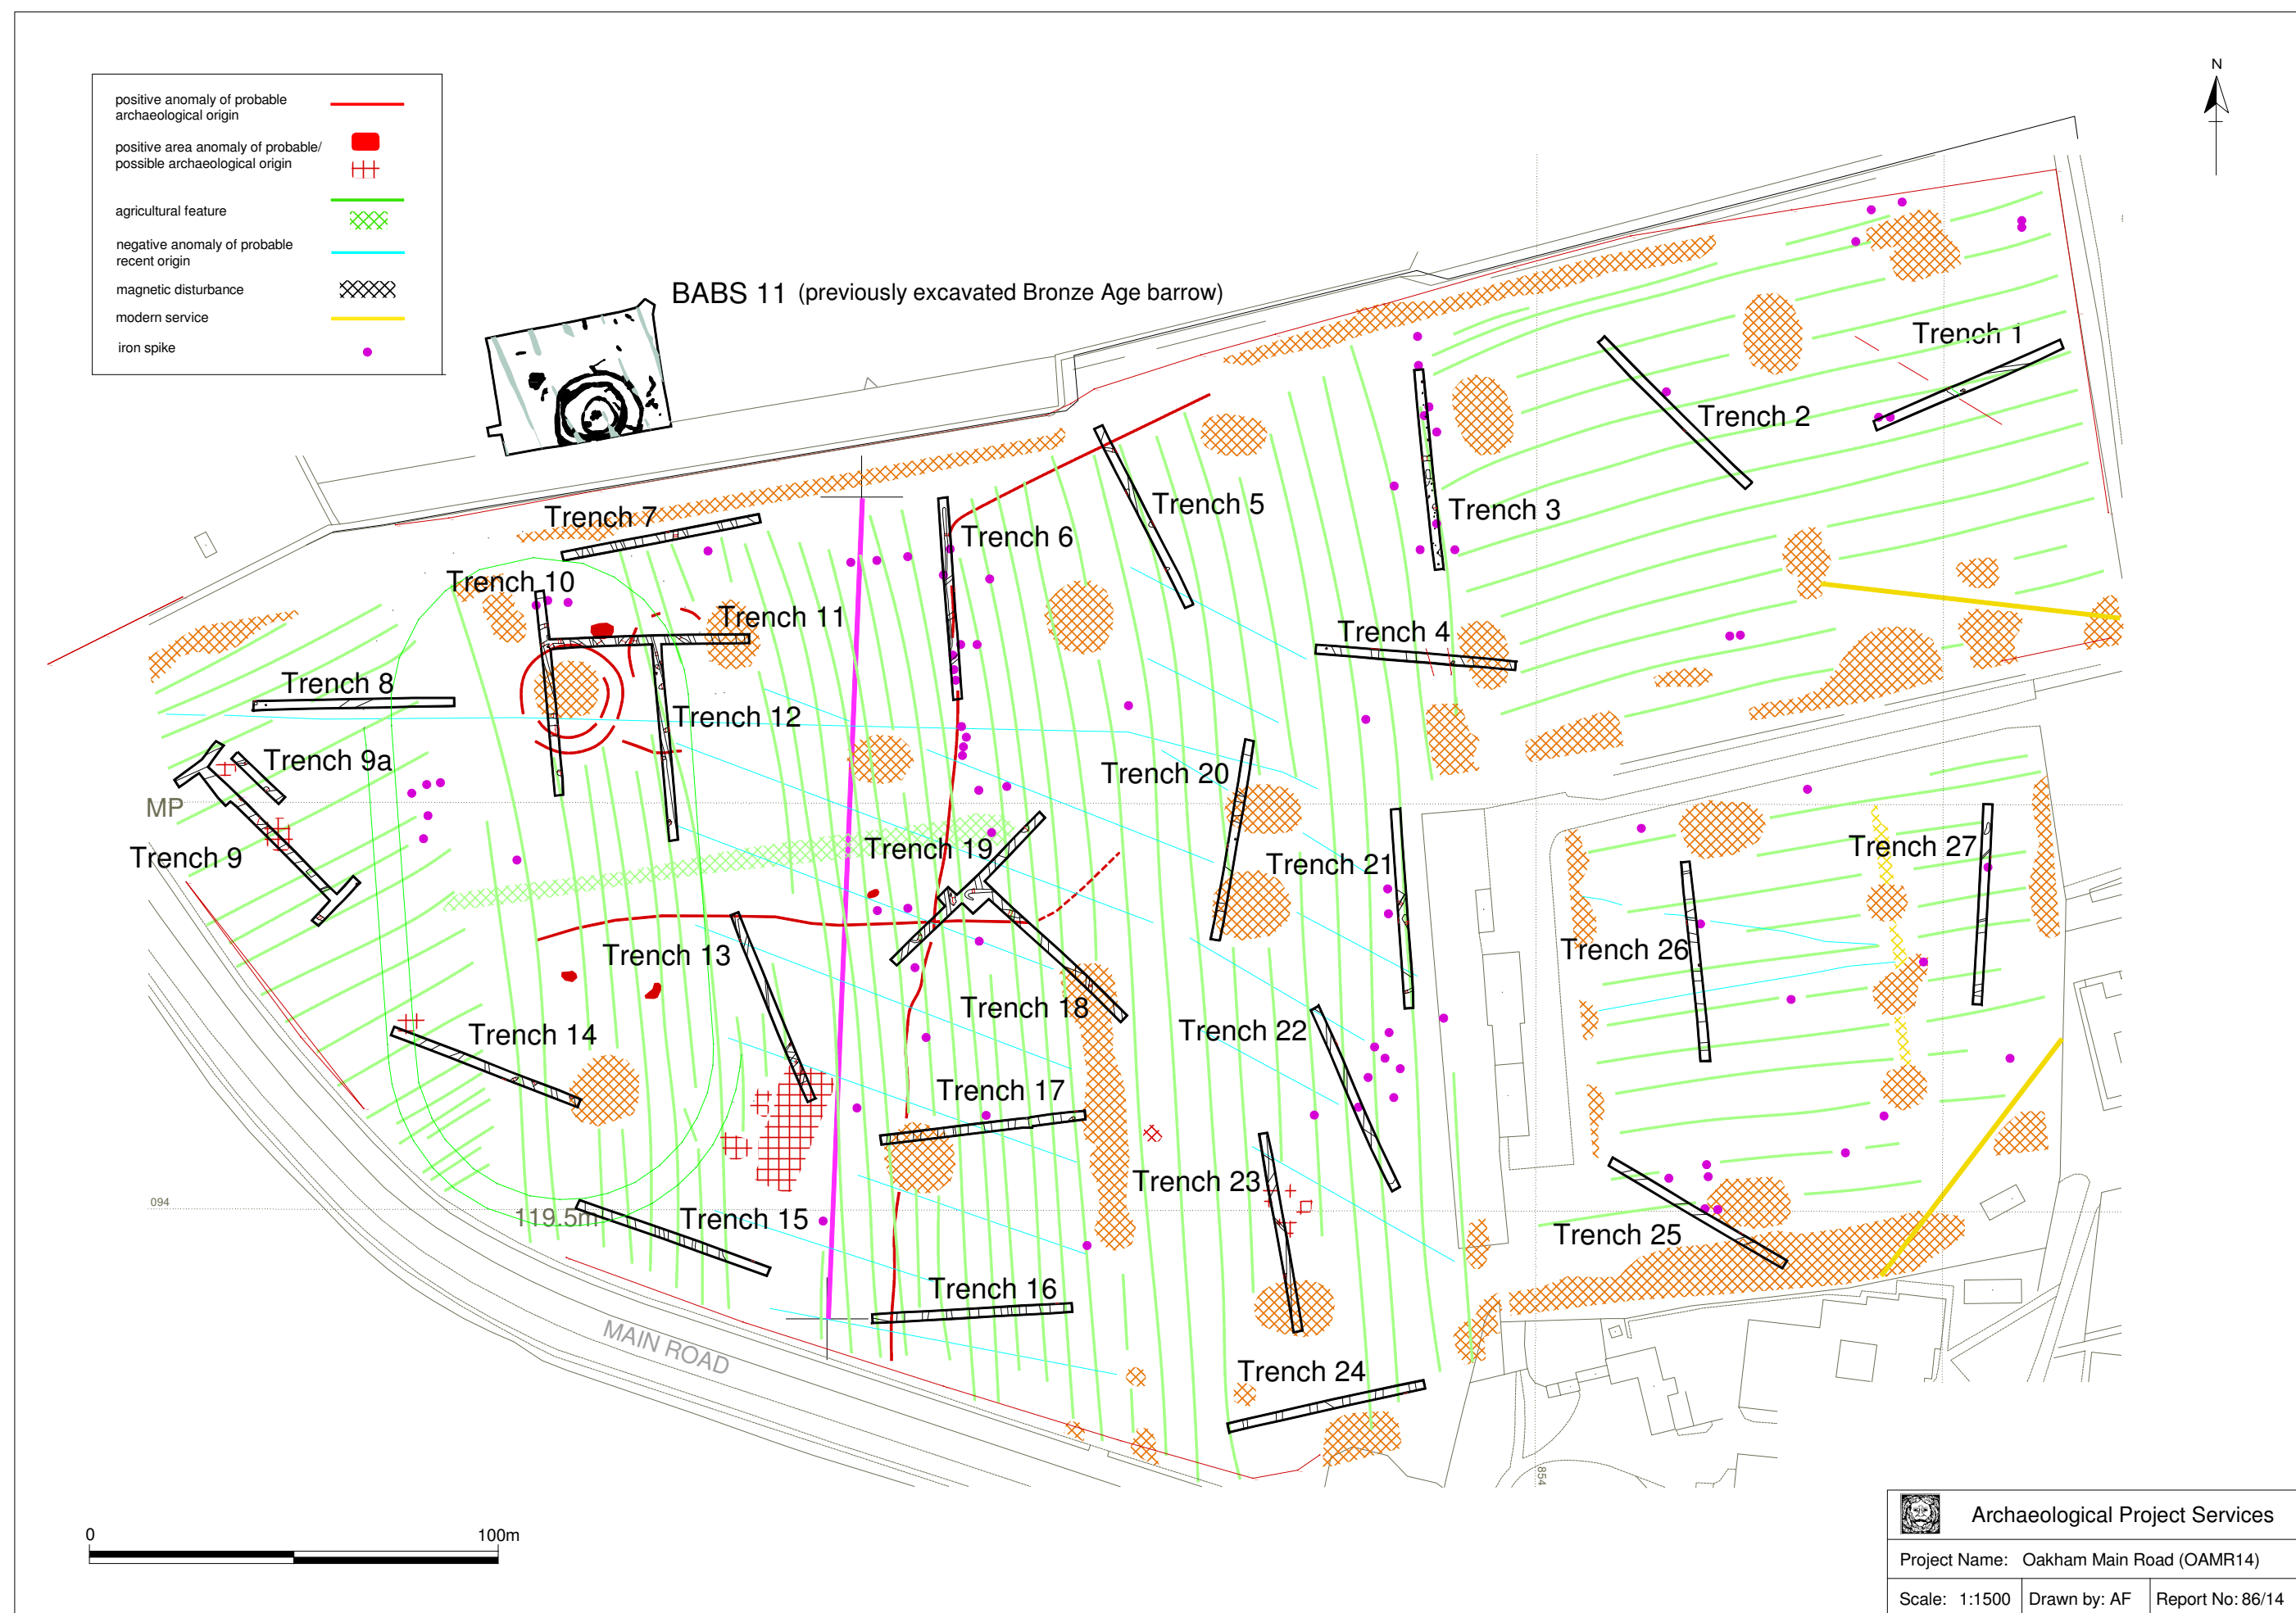 N
positive anomaly of probable
archaeological origin
positive area anomaly of probable/
possible archaeological origin
agricultural feature
negative anomaly of probable
recent origin
magnetic disturbance
modern service
iron spike
BABS 11 (previously excavated Bronze Age barrow)
Trench 1
Trench 2
Trench 3
Trench 5
Trench 7
Trench 6
Trench 10
Trench 11
Trench 4
Trench 8
Trench 12
Trench 9a
Trench 20
MP
Trench 9
Trench 19
Trench 21
Trench 27
Trench 13
Trench 26
Trench 18
Trench 14
Trench 22
Trench 17
Trench 23
094
119.5m
Trench 15
Trench 25
Trench 16
MAIN ROAD
Trench 24
854
0
100m
Archaeological Project Services
Project Name: Oakham Main Road (OAMR14)
Scale: 1:1500
Drawn by: AF
Report No: 86/14